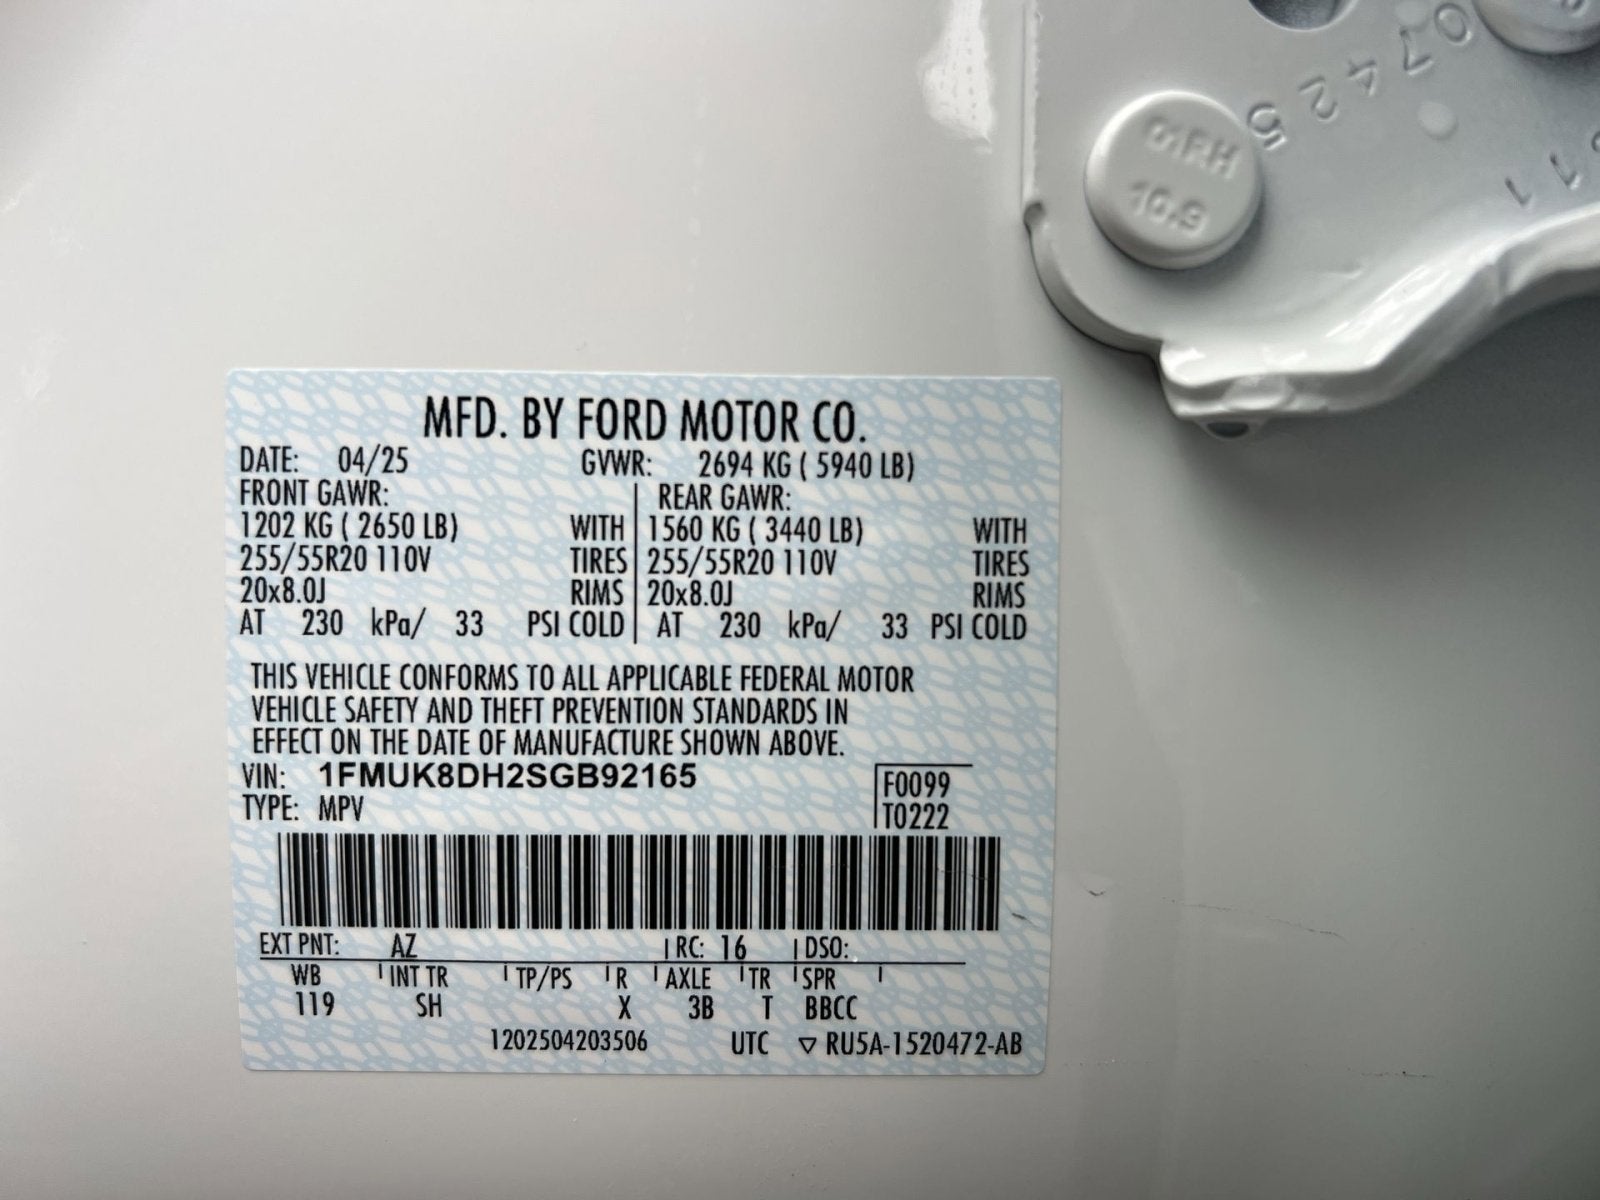 07425
11
01RH
10.9
MFD. BY FORD MOTOR CO.
DATE: 04/25 GVWR: 2694 KG ( 5940 LB)
FRONT GAWR: REAR GAWR:
1202 KG ( 2650 LB) WITH 1560 KG ( 3440 LB) WITH
255/55R20 110V TIRES 255/55R20 110V TIRES
20x8.0J RIMS 20x8.0J RIMS
AT 230 kPa/ 33 PSI COLD AT 230 kPa/ 33 PSI COLD
THIS VEHICLE CONFORMS TO ALL APPLICABLE FEDERAL MOTOR
VEHICLE SAFETY AND THEFT PREVENTION STANDARDS IN
EFFECT ON THE DATE OF MANUFACTURE SHOWN ABOVE.
VIN: 1FMUK8DH2SGB92165 F0099
TYPE: MPV T0222
EXT PNT: AZ RC: 16 DSO:
WB INT TR TP/PS R AXLE TR SPR
119 SH X 3B T BBCC
1202504203506 UTC ▽ RU5A-1520472-AB